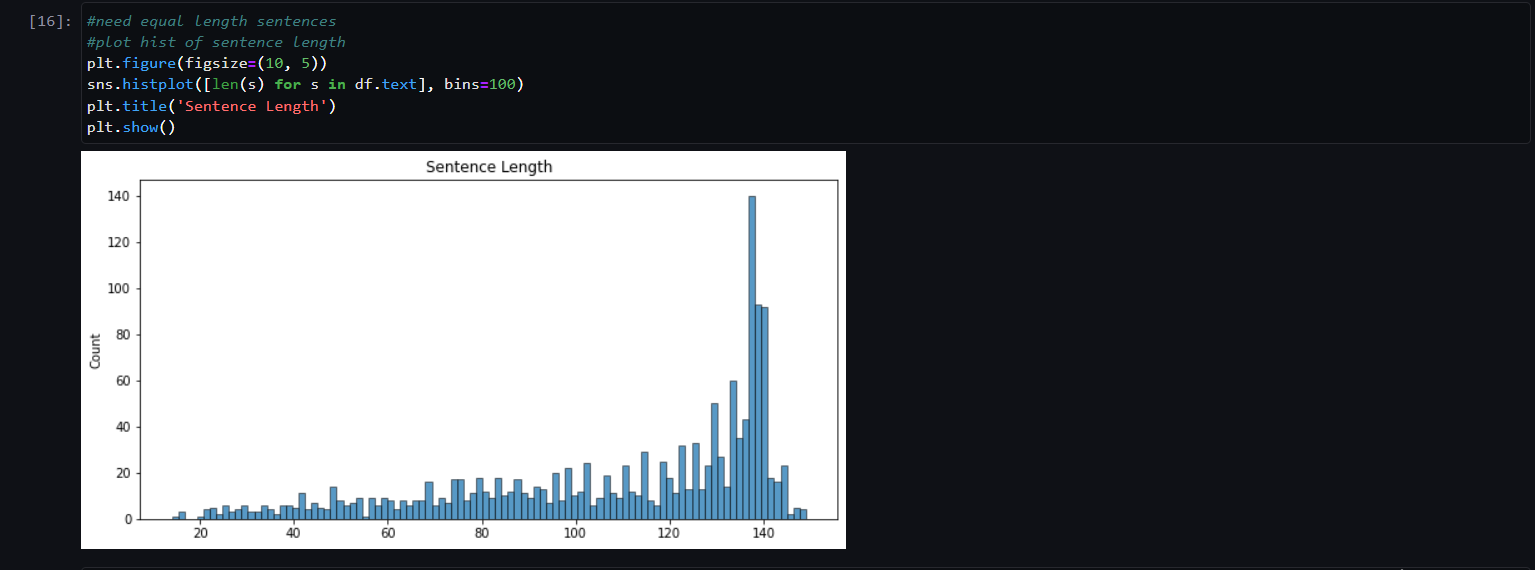 [16]: #need equal length sentences
#plot hist of sentence length
plt.figure(figsize=(10, 5))
sns.histplot([len(s) for s in df.text], bins=100)
plt.title('Sentence Length')
plt.show()
Sentence Length
140
120
100
80
60
40
20
0
Count
20 40 60 80 100 120 140